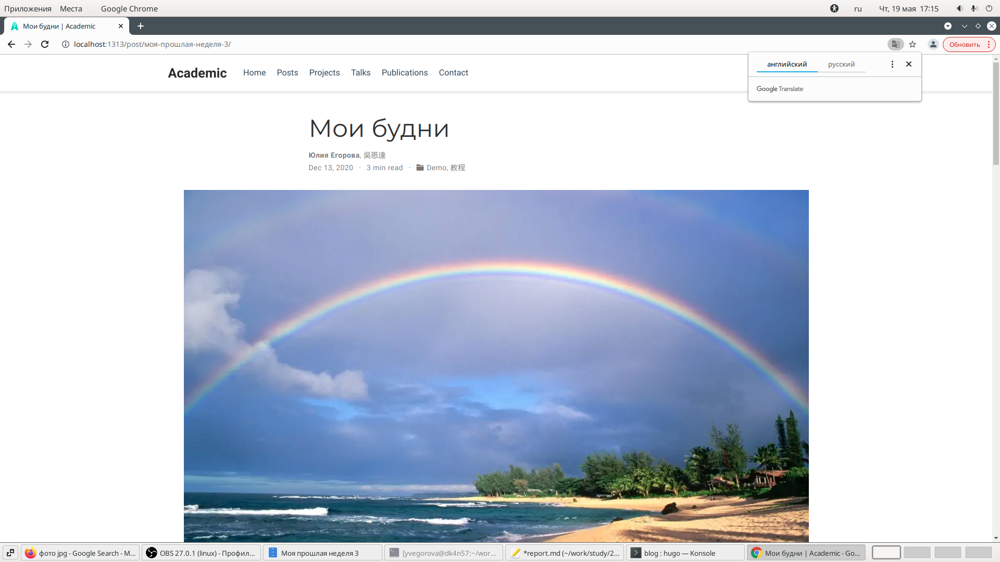 Приложения Места Google Chrome ru Чт, 19 мая 17:15
Мои будни | Academic
localhost:1313/post/моя-прошлая-неделя-3/ Обновить
английский русский
Google Translate
Academic Home Posts Projects Talks Publications Contact
Мои будни
Юлия Егорова, 吳恩達
Dec 13, 2020 · 3 min read · Demo, 教程
фото jpg - Google Search - M... OBS 27.0.1 (linux) - Профил... Моя прошлая неделя 3 [yvegorova@dk4n57:~/wor... *report.md (~/work/study/2... blog : hugo — Konsole Мои будни | Academic - Go...